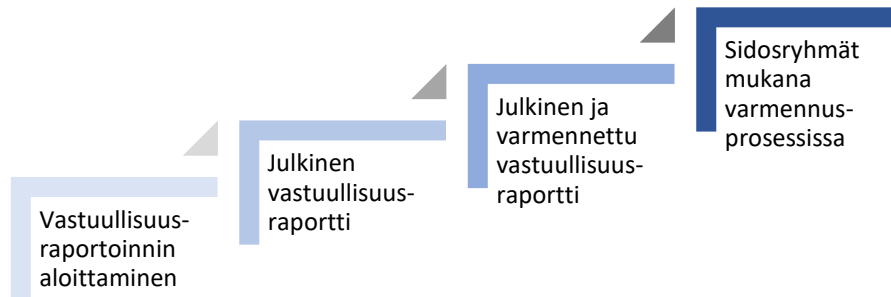 Vastuullisuus-
raportoinnin
aloittaminen
Julkinen
vastuullisuus-
raportti
Julkinen ja
varmennettu
vastuullisuus-
raportti
Sidosryhmät
mukana
varmennus-
prosessissa